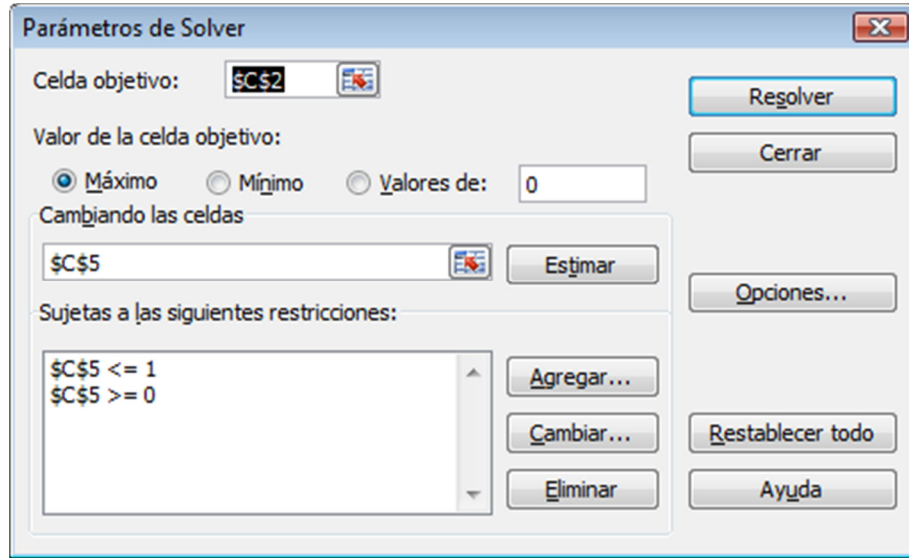 Parámetros de Solver
Celda objetivo: $C$2
Resolver
Valor de la celda objetivo:
Cerrar
Máximo Mínimo Valores de: 0
Cambiando las celdas
$C$5 Estimar
Opciones...
Sujetas a las siguientes restricciones:
$C$5 <= 1
$C$5 >= 0
Agregar...
Cambiar... Restablecer todo
Eliminar Ayuda